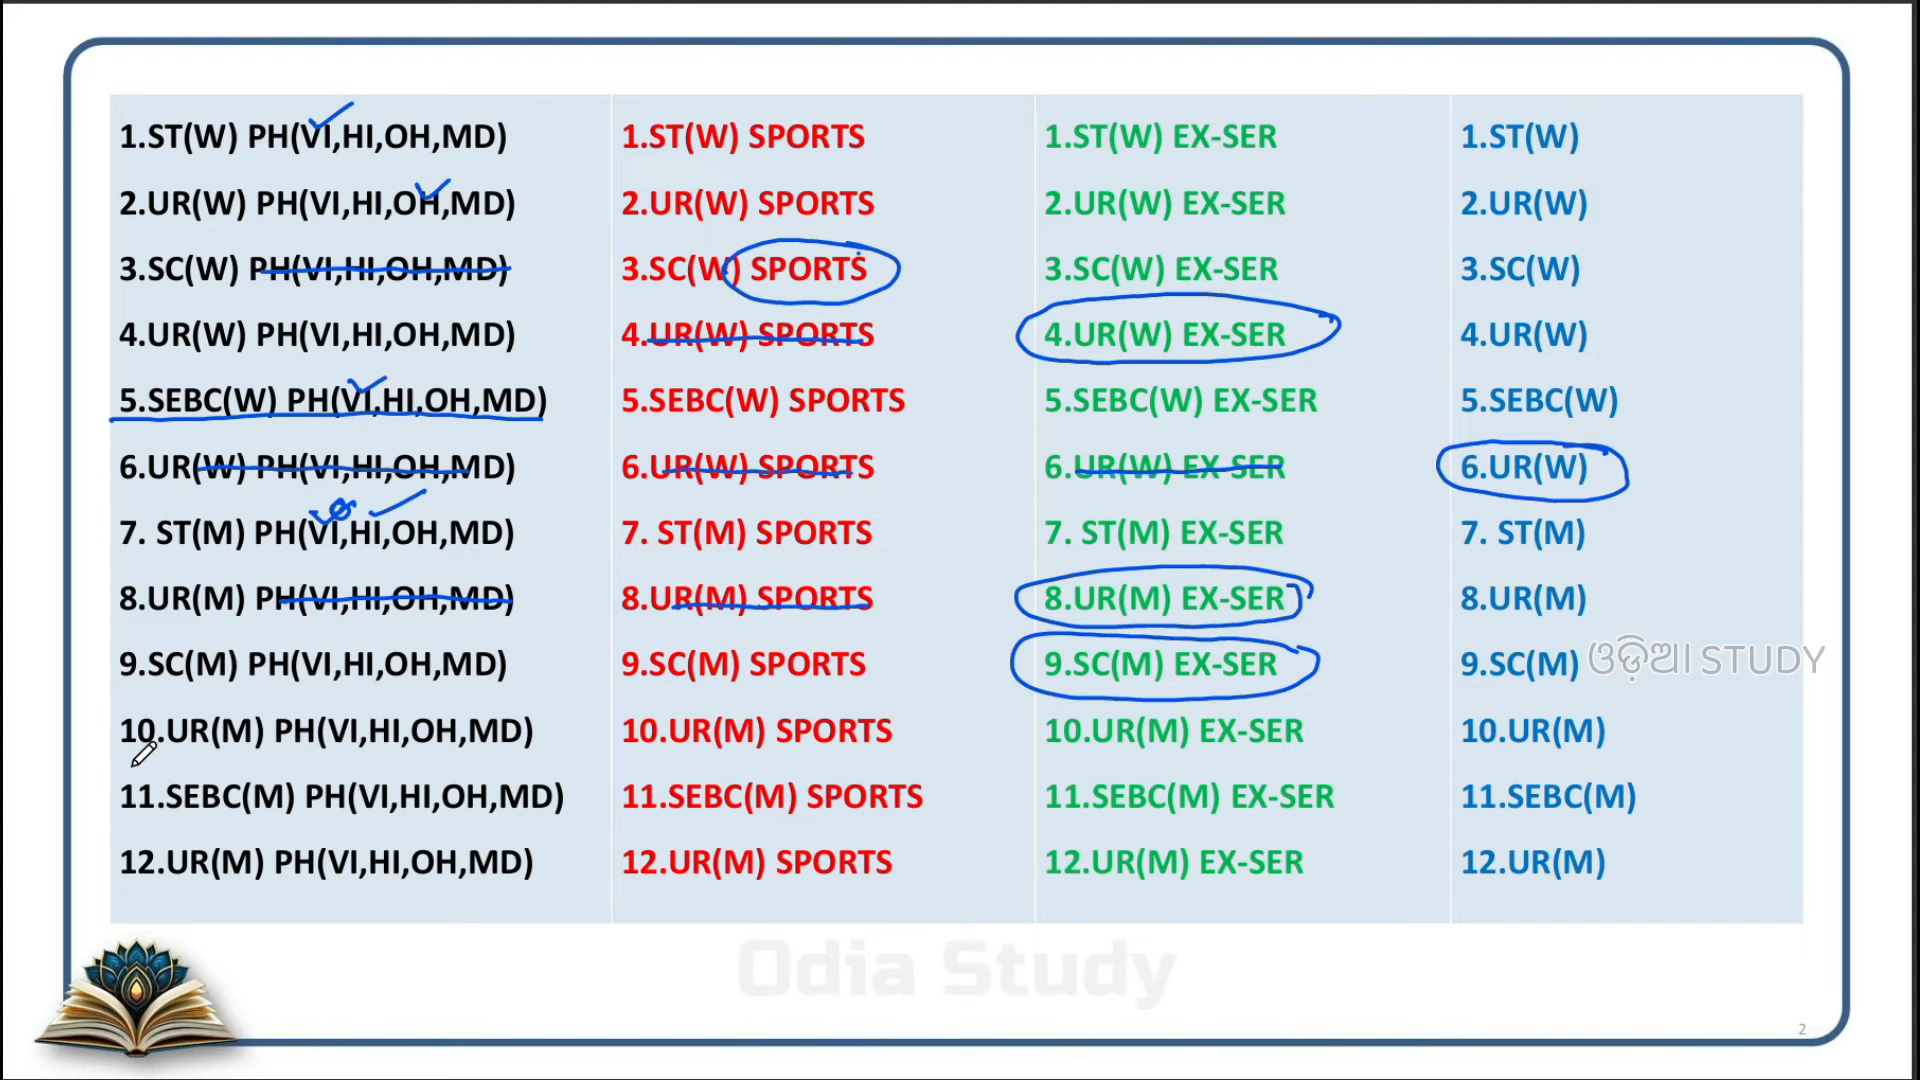 1.ST(W) PH(VI,HI,OH,MD)
2.UR(W) PH(VI,HI,OH,MD)
3.SC(W) PH(VI,HI,OH,MD)
4.UR(W) PH(VI,HI,OH,MD)
5.SEBC(W) PH(VI,HI,OH,MD)
6.UR(W) PH(VI,HI,OH,MD)
7. ST(M) PH(VI,HI,OH,MD)
8.UR(M) PH(VI,HI,OH,MD)
9.SC(M) PH(VI,HI,OH,MD)
10.UR(M) PH(VI,HI,OH,MD)
11.SEBC(M) PH(VI,HI,OH,MD)
12.UR(M) PH(VI,HI,OH,MD)
1.ST(W) SPORTS
2.UR(W) SPORTS
3.SC(W) SPORTS
4.UR(W) SPORTS
5.SEBC(W) SPORTS
6.UR(W) SPORTS
7. ST(M) SPORTS
8.UR(M) SPORTS
9.SC(M) SPORTS
10.UR(M) SPORTS
11.SEBC(M) SPORTS
12.UR(M) SPORTS
1.ST(W) EX-SER
2.UR(W) EX-SER
3.SC(W) EX-SER
4.UR(W) EX-SER
5.SEBC(W) EX-SER
6.UR(W) EX-SER
7. ST(M) EX-SER
8.UR(M) EX-SER
9.SC(M) EX-SER
10.UR(M) EX-SER
11.SEBC(M) EX-SER
12.UR(M) EX-SER
1.ST(W)
2.UR(W)
3.SC(W)
4.UR(W)
5.SEBC(W)
6.UR(W)
7. ST(M)
8.UR(M)
9.SC(M)
10.UR(M)
11.SEBC(M)
12.UR(M)
ଓଡ଼ିଆ STUDY
Odia Study
2